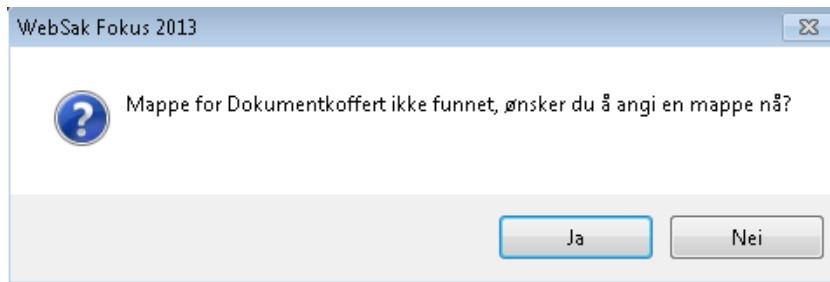 WebSak Fokus 2013
Mappe for Dokumentkoffert ikke funnet, ønsker du å angi en mappe nå?
Ja
Nei